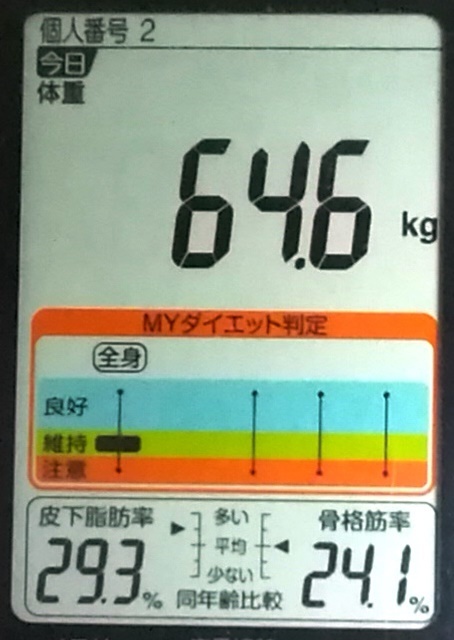 個人番号 2
今日
体重
64.6 kg
MYダイエット判定
全身
良好
維持
注意
皮下脂肪率
29.3 %
多い
平均
少ない
同年齢比較
骨格筋率
24.1 %